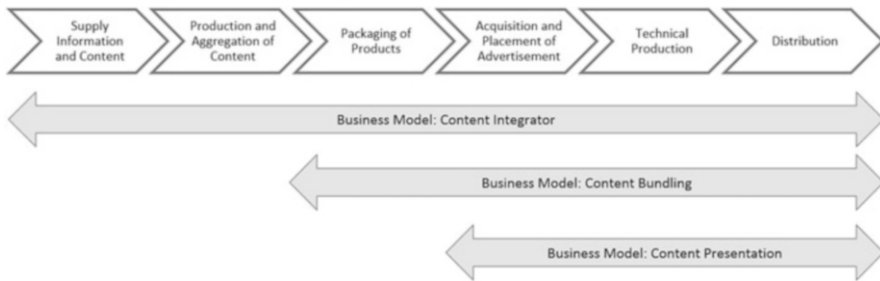 Supply
Information
and Content
Production and
Aggregation of
Content
Packaging of
Products
Acquisition and
Placement of
Advertisement
Technical
Production
Distribution
Business Model: Content Integrator
Business Model: Content Bundling
Business Model: Content Presentation